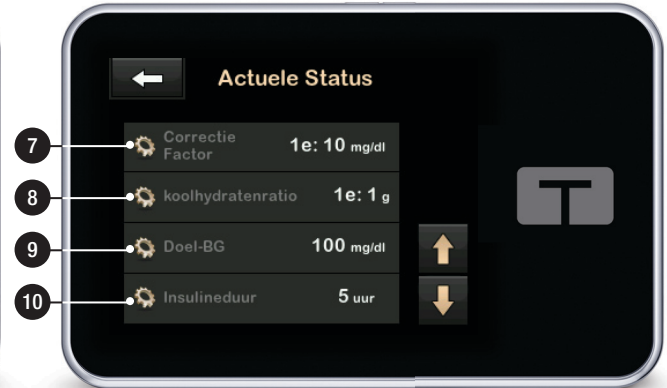 Actuele Status
7
Correctie
Factor
1e: 10 mg/dl
8
koolhydratenratio
1e: 1 g
9
Doel-BG
100 mg/dl
10
Insulineduur
5 uur